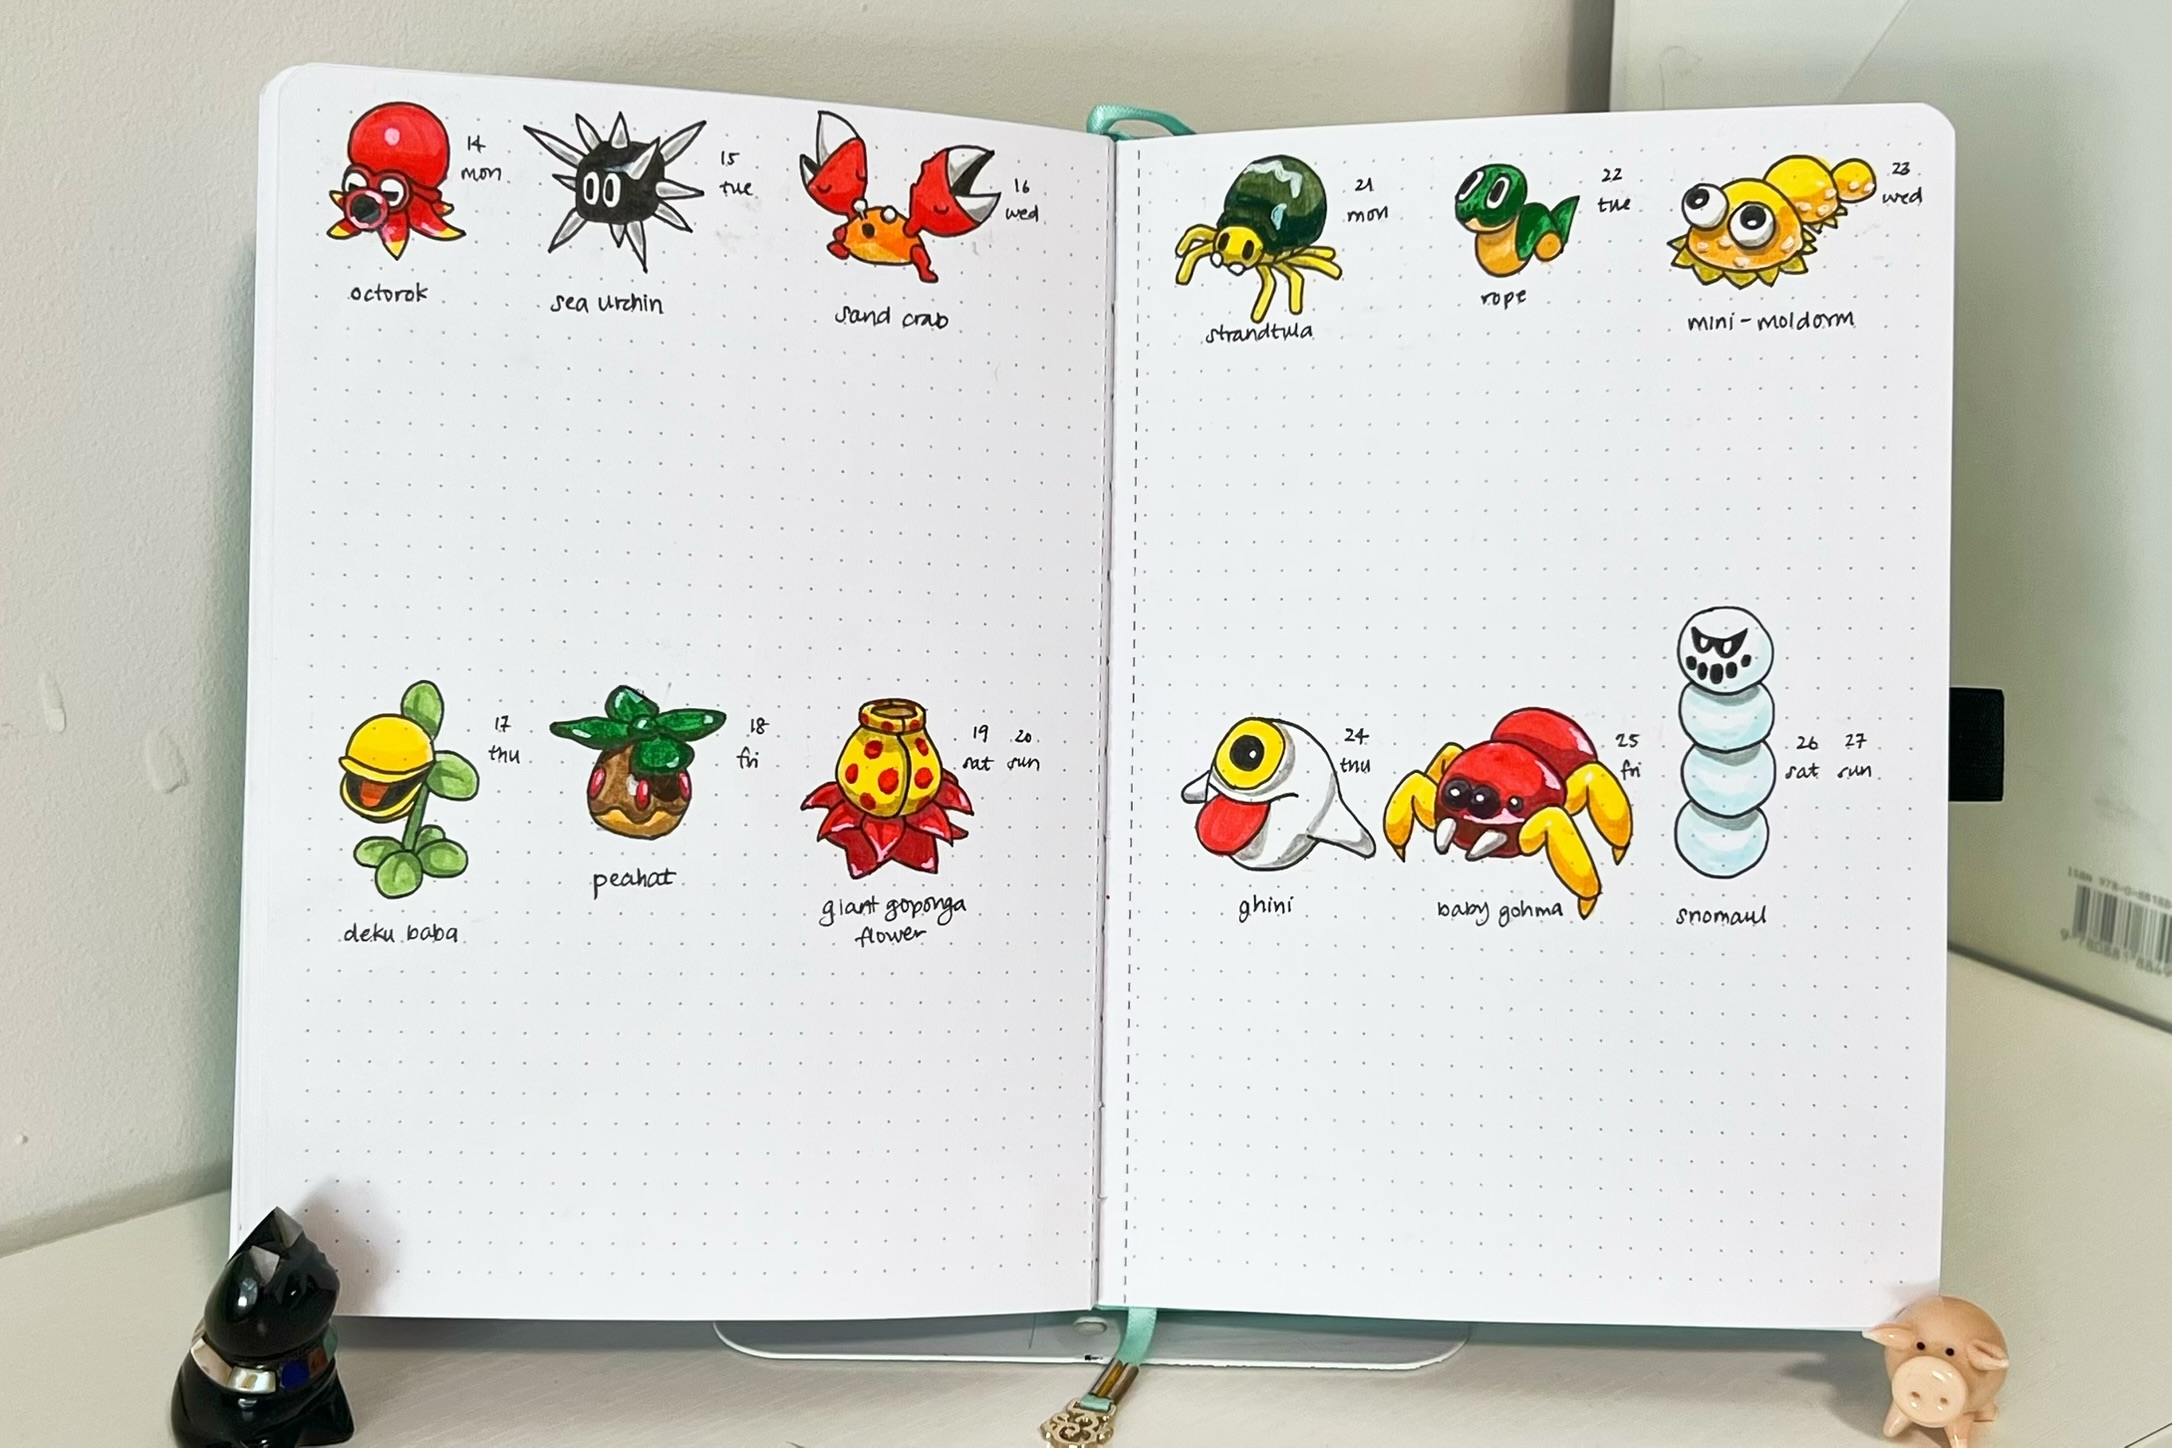 14
mon
octorok
15
tue
sea urchin
16
wed
sand crab
17
thu
deku baba
18
fri
peahat
19 20
sat sun
giant goponga
flower
21
mon
strandtula
22
tue
rope
23
wed
mini-moldorm
24
thu
ghini
25
fri
baby gohma
26 27
sat sun
snomaul